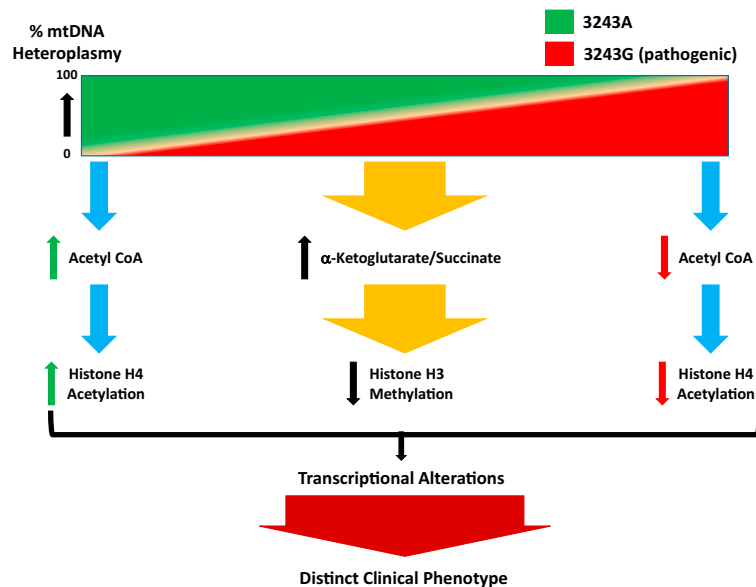 3243A
3243G (pathogenic)
% mtDNA
Heteroplasmy
100
0
Acetyl CoA
α-Ketoglutarate/Succinate
Acetyl CoA
Histone H4
Acetylation
Histone H3
Methylation
Histone H4
Acetylation
Transcriptional Alterations
Distinct Clinical Phenotype